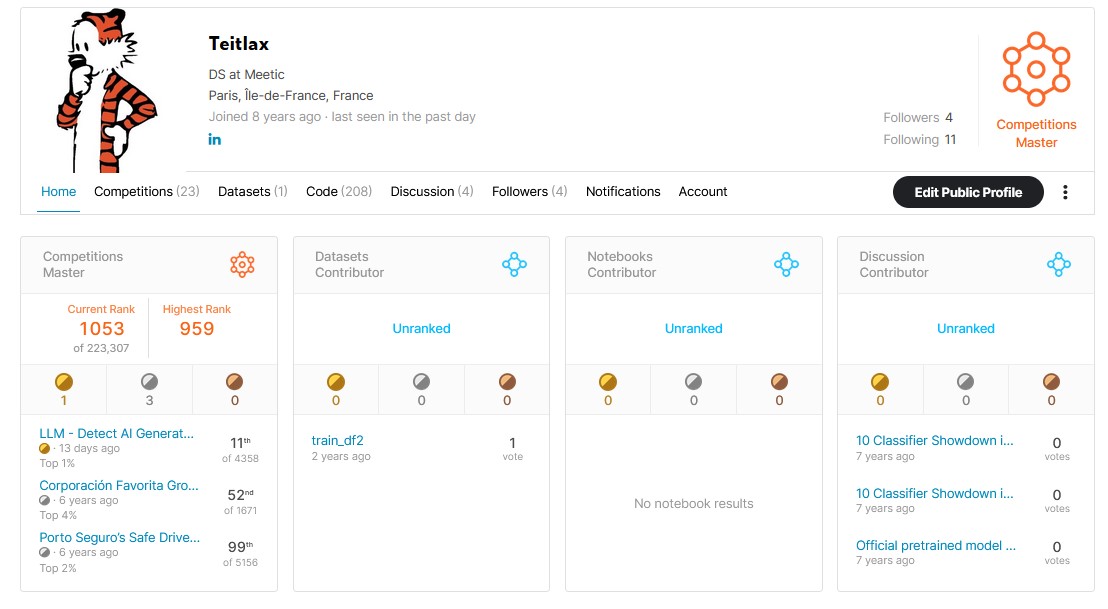 Teitlax
DS at Meetic
Paris, Île-de-France, France
Joined 8 years ago · last seen in the past day
in
Followers 4
Following 11
Competitions
Master
Home Competitions (23) Datasets (1) Code (208) Discussion (4) Followers (4) Notifications Account Edit Public Profile
Competitions
Master
Current Rank
1053
of 223,307
Highest Rank
959
1 3 0
LLM - Detect AI Generat...
· 13 days ago
Top 1%
11th
of 4358
Corporación Favorita Gro...
· 6 years ago
Top 4%
52nd
of 1671
Porto Seguro's Safe Drive...
· 6 years ago
Top 2%
99th
of 5156
Datasets
Contributor
Unranked
0 0 0
train_df2
2 years ago
1
vote
Notebooks
Contributor
Unranked
0 0 0
No notebook results
Discussion
Contributor
Unranked
0 0 0
10 Classifier Showdown i...
7 years ago
0
votes
10 Classifier Showdown i...
7 years ago
0
votes
Official pretrained model ...
7 years ago
0
votes